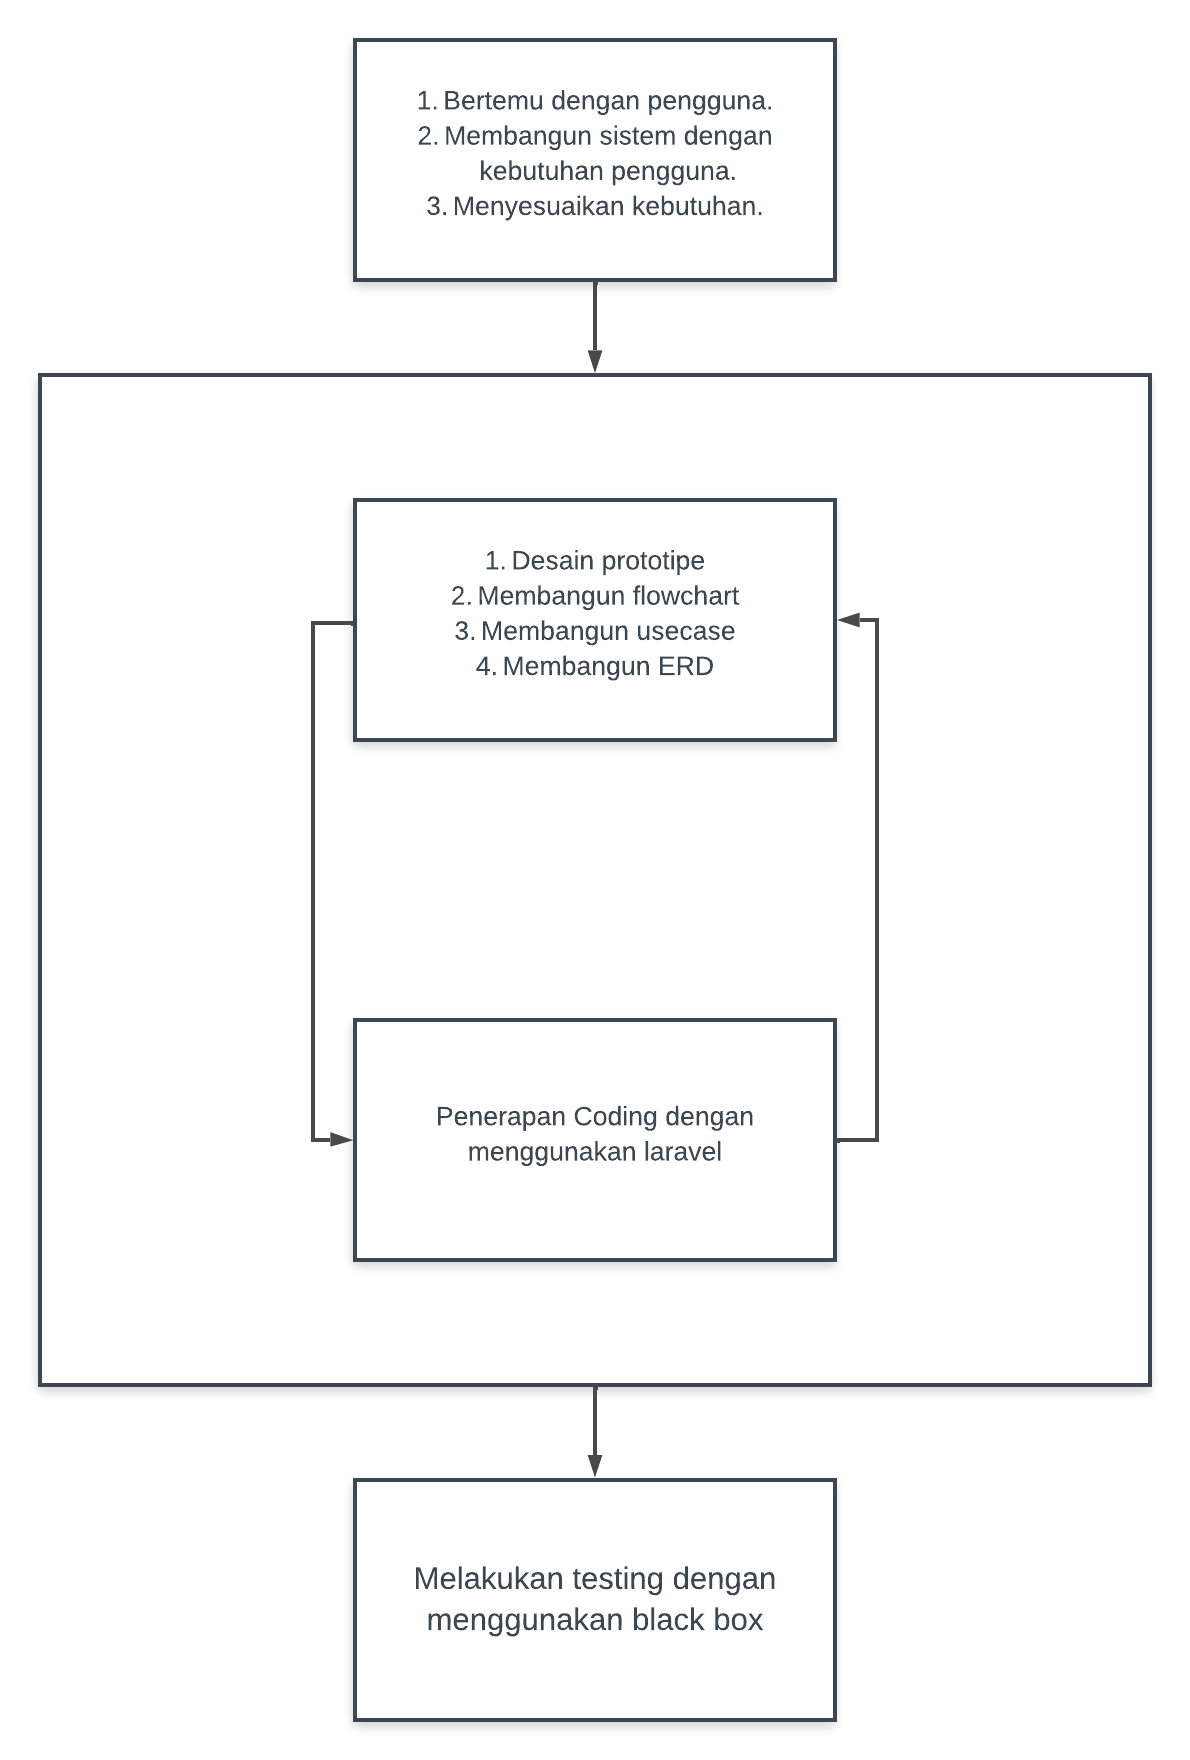 1. Bertemu dengan pengguna.
2. Membangun sistem dengan
kebutuhan pengguna.
3. Menyesuaikan kebutuhan.
1. Desain prototipe
2. Membangun flowchart
3. Membangun usecase
4. Membangun ERD
Penerapan Coding dengan
menggunakan laravel
Melakukan testing dengan
menggunakan black box